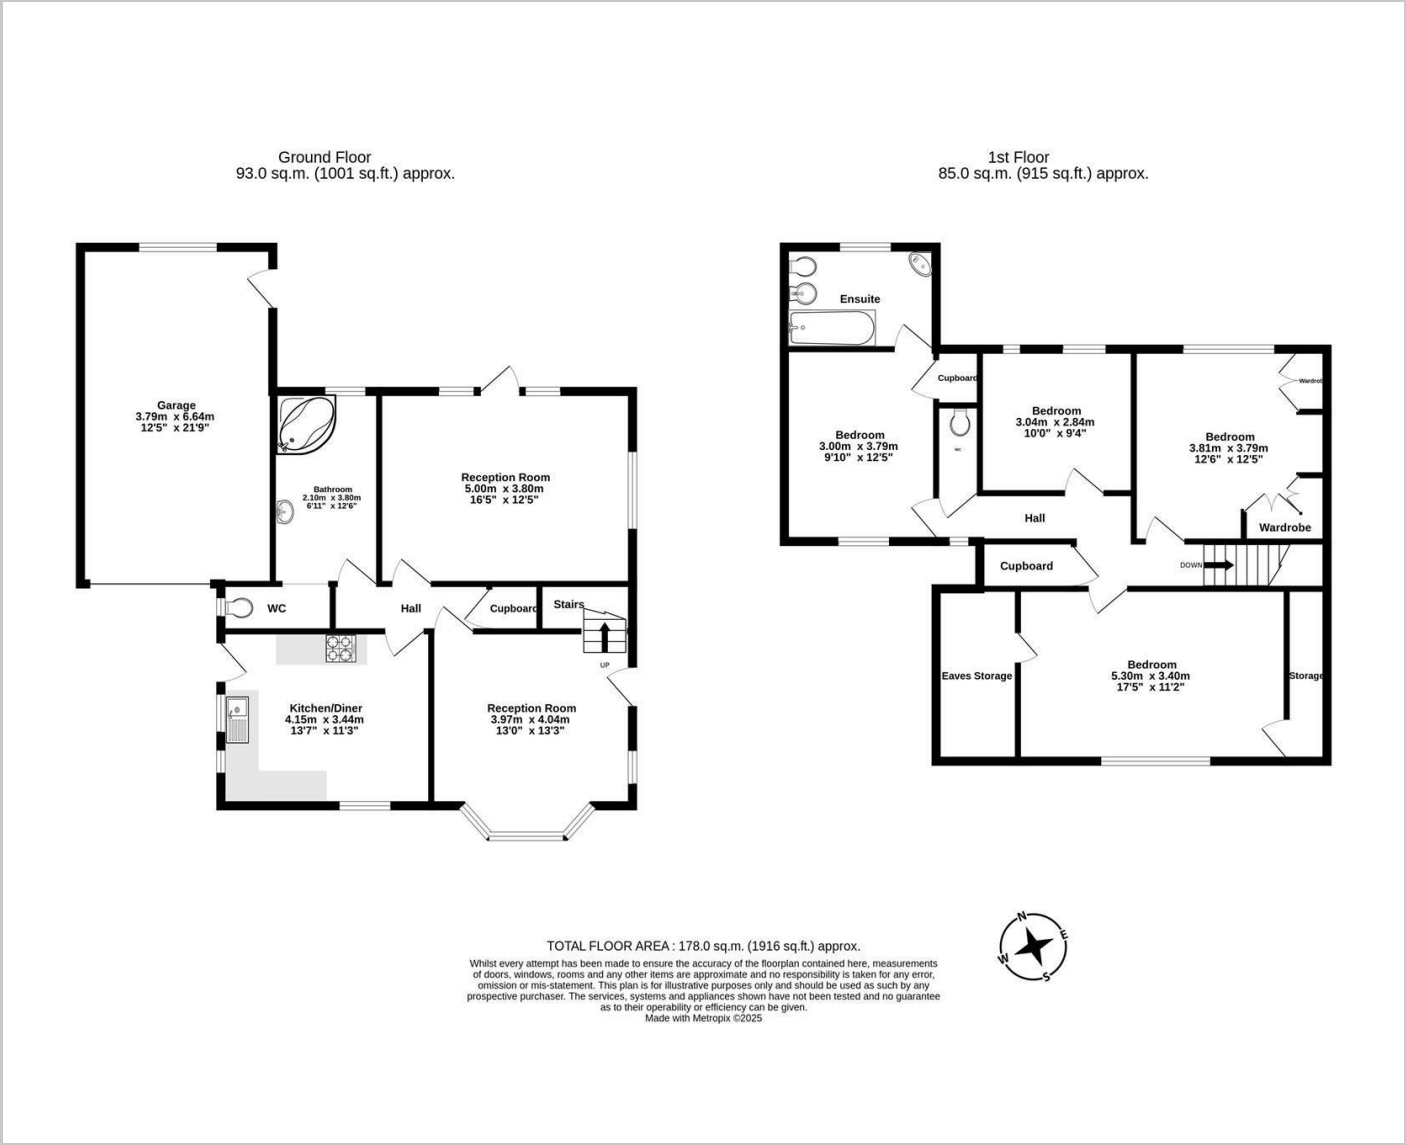 Ground Floor
93.0 sq.m. (1001 sq.ft.) approx.
1st Floor
85.0 sq.m. (915 sq.ft.) approx.
Garage
3.79m x 6.64m
12'5" x 21'9"
Bathroom
2.10m x 3.80m
6'11" x 12'6"
Reception Room
5.00m x 3.80m
16'5" x 12'5"
WC
Hall
Cupboard
Stairs
UP
Kitchen/Diner
4.15m x 3.44m
13'7" x 11'3"
Reception Room
3.97m x 4.04m
13'0" x 13'3"
Ensuite
Cupboard
Bedroom
3.00m x 3.79m
9'10" x 12'5"
WC
Bedroom
3.04m x 2.84m
10'0" x 9'4"
Wardrob
Bedroom
3.81m x 3.79m
12'6" x 12'5"
Wardrobe
Hall
Cupboard
DOWN
Eaves Storage
Bedroom
5.30m x 3.40m
17'5" x 11'2"
Storage
N
E
S
W
TOTAL FLOOR AREA : 178.0 sq.m. (1916 sq.ft.) approx.
Whilst every attempt has been made to ensure the accuracy of the floorplan contained here, measurements
of doors, windows, rooms and any other items are approximate and no responsibility is taken for any error,
omission or mis-statement. This plan is for illustrative purposes only and should be used as such by any
prospective purchaser. The services, systems and appliances shown have not been tested and no guarantee
as to their operability or efficiency can be given.
Made with Metropix ©2025